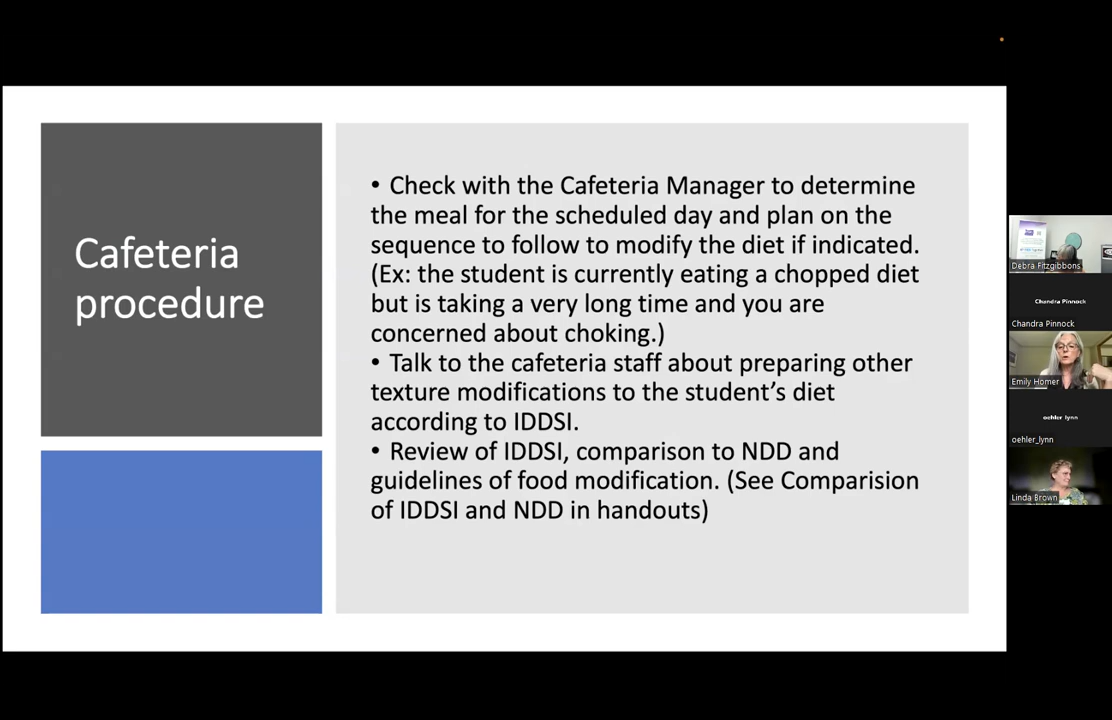 Cafeteria
procedure
• Check with the Cafeteria Manager to determine
the meal for the scheduled day and plan on the
sequence to follow to modify the diet if indicated.
(Ex: the student is currently eating a chopped diet
but is taking a very long time and you are
concerned about choking.)
• Talk to the cafeteria staff about preparing other
texture modifications to the student’s diet
according to IDDSI.
• Review of IDDSI, comparison to NDD and
guidelines of food modification. (See Comparision
of IDDSI and NDD in handouts)
Debra Fitzgibbons
Chandra Pinnock
Chandra Pinnock
Emily Homer
oehler_lynn
oehler_lynn
Linda Brown